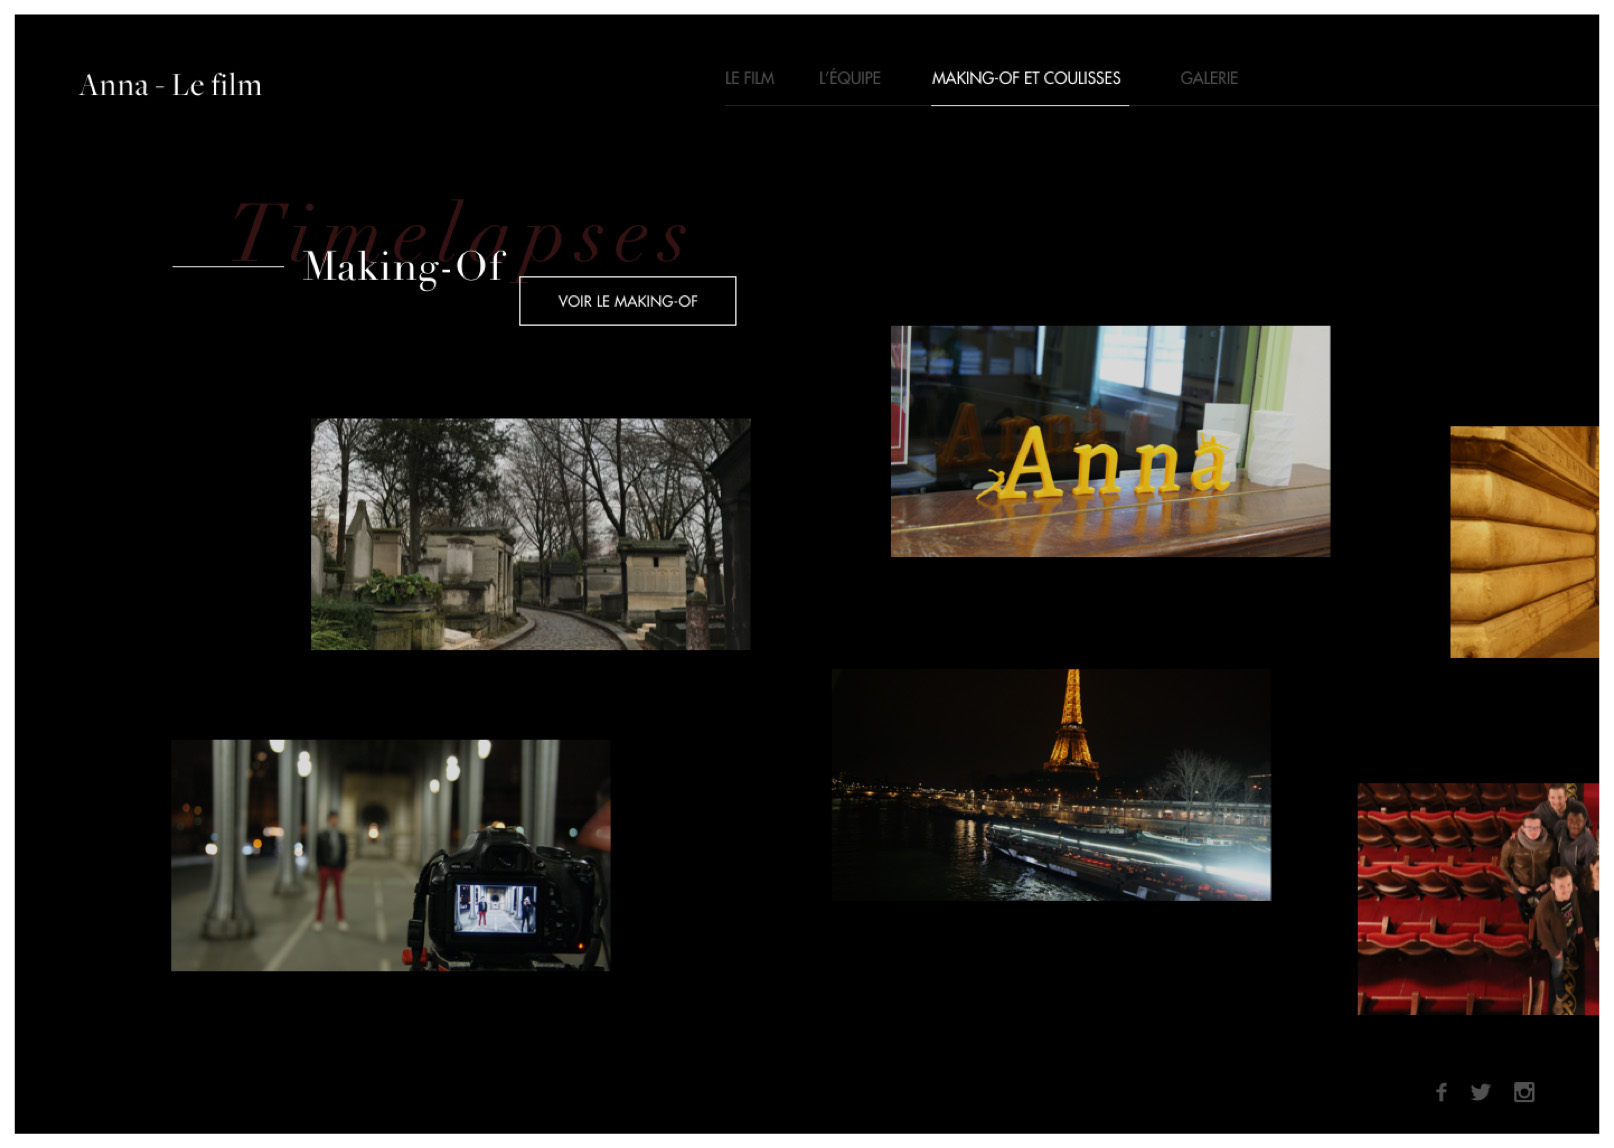 Anna - Le film
LE FILM
L'ÉQUIPE
MAKING-OF ET COULISSES
GALERIE
Timelapses
Making-Of
VOIR LE MAKING-OF
Anna